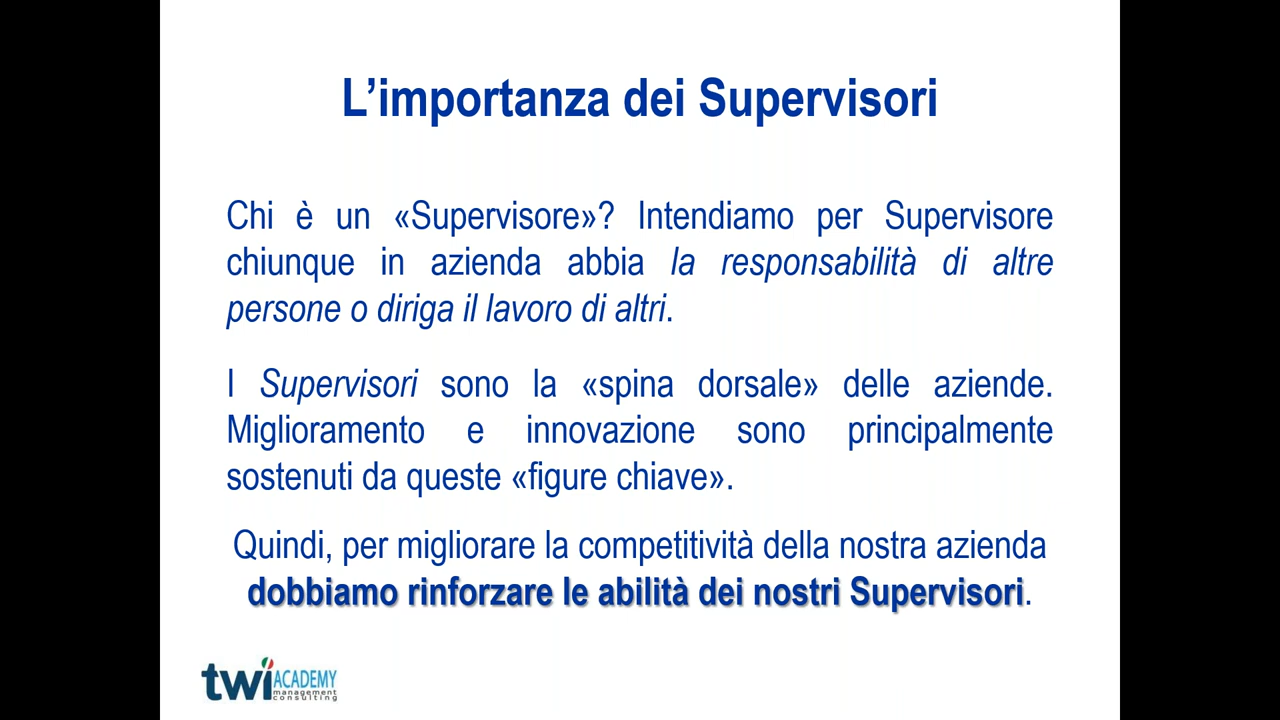 L’importanza dei Supervisori
Chi è un «Supervisore»? Intendiamo per Supervisore
chiunque in azienda abbia la responsabilità di altre
persone o diriga il lavoro di altri.
I Supervisori sono la «spina dorsale» delle aziende.
Miglioramento e innovazione sono principalmente
sostenuti da queste «figure chiave».
Quindi, per migliorare la competitività della nostra azienda
dobbiamo rinforzare le abilità dei nostri Supervisori.
twi ACADEMY
management
consulting